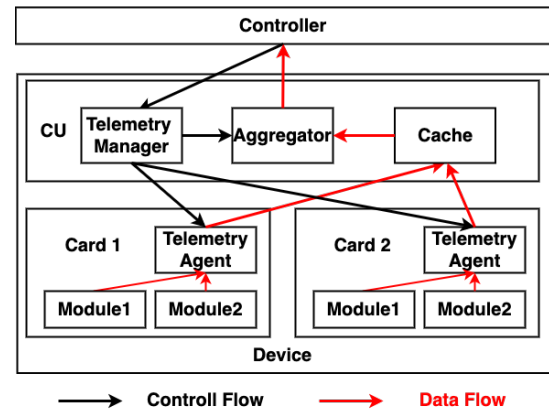 Controller
CU
Telemetry
Manager
Aggregator
Cache
Card 1
Telemetry
Agent
Module1
Module2
Card 2
Telemetry
Agent
Module1
Module2
Device
Controll Flow
Data Flow